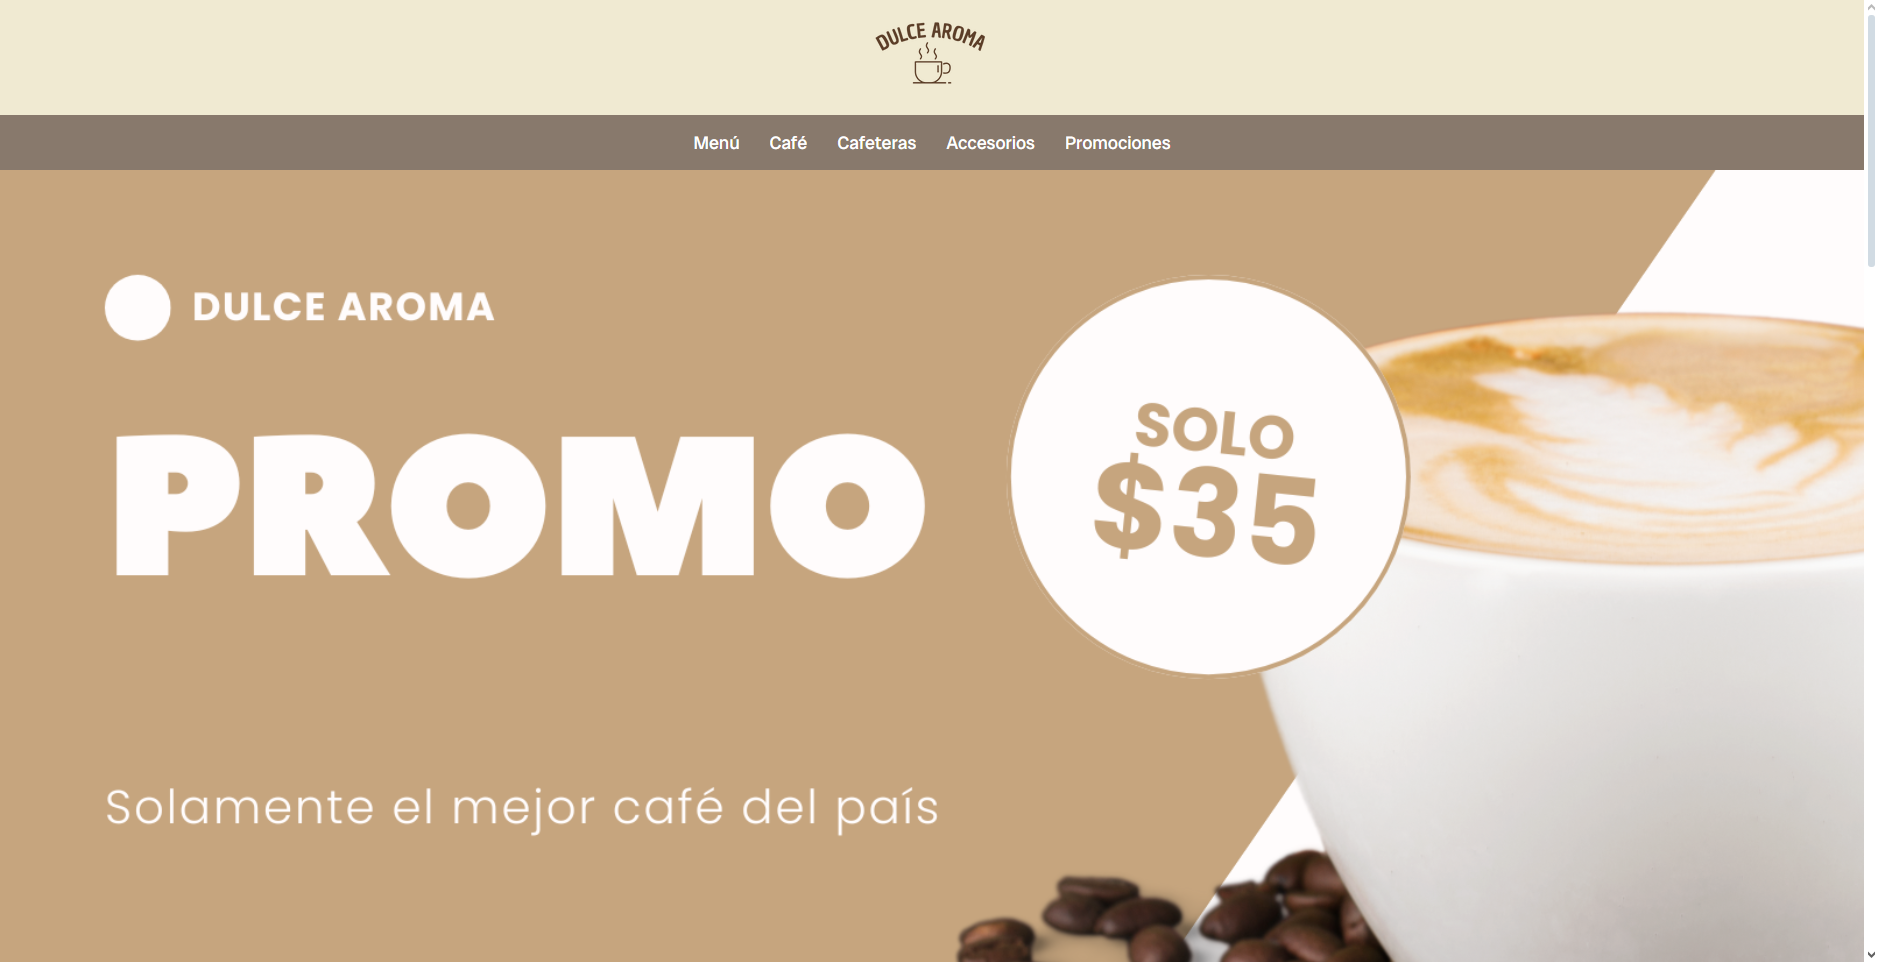 DULCE AROMA
Menú Café Cafeteras Accesorios Promociones
DULCE AROMA
PROMO
SOLO
$35
Solamente el mejor café del país